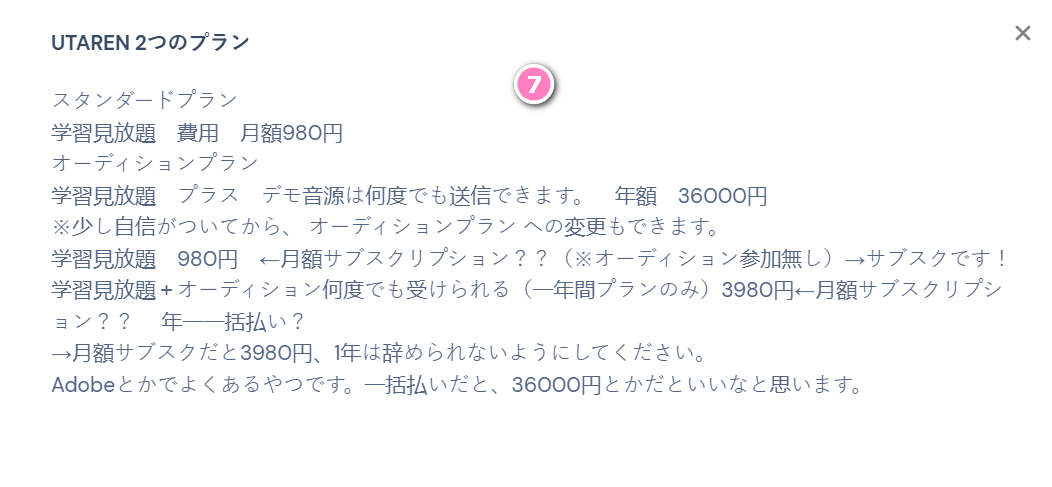 UTAREN 2つのプラン
7
スタンダードプラン
学習見放題　費用　月額980円
オーディションプラン
学習見放題　プラス　デモ音源は何度でも送信できます。　年額　36000円
※少し自信がついてから、 オーディションプラン への変更もできます。
学習見放題　980円　←月額サブスクリプション？？（※オーディション参加無し）→サブスクです！
学習見放題+オーディション何度でも受けられる（一年間プランのみ）3980円←月額サブスクリプシ
ョン？？　 年一一括払い？
→月額サブスクだと3980円、1年は辞められないようにしてください。
Adobeとかでよくあるやつです。一括払いだと、36000円とかだといいなと思います。